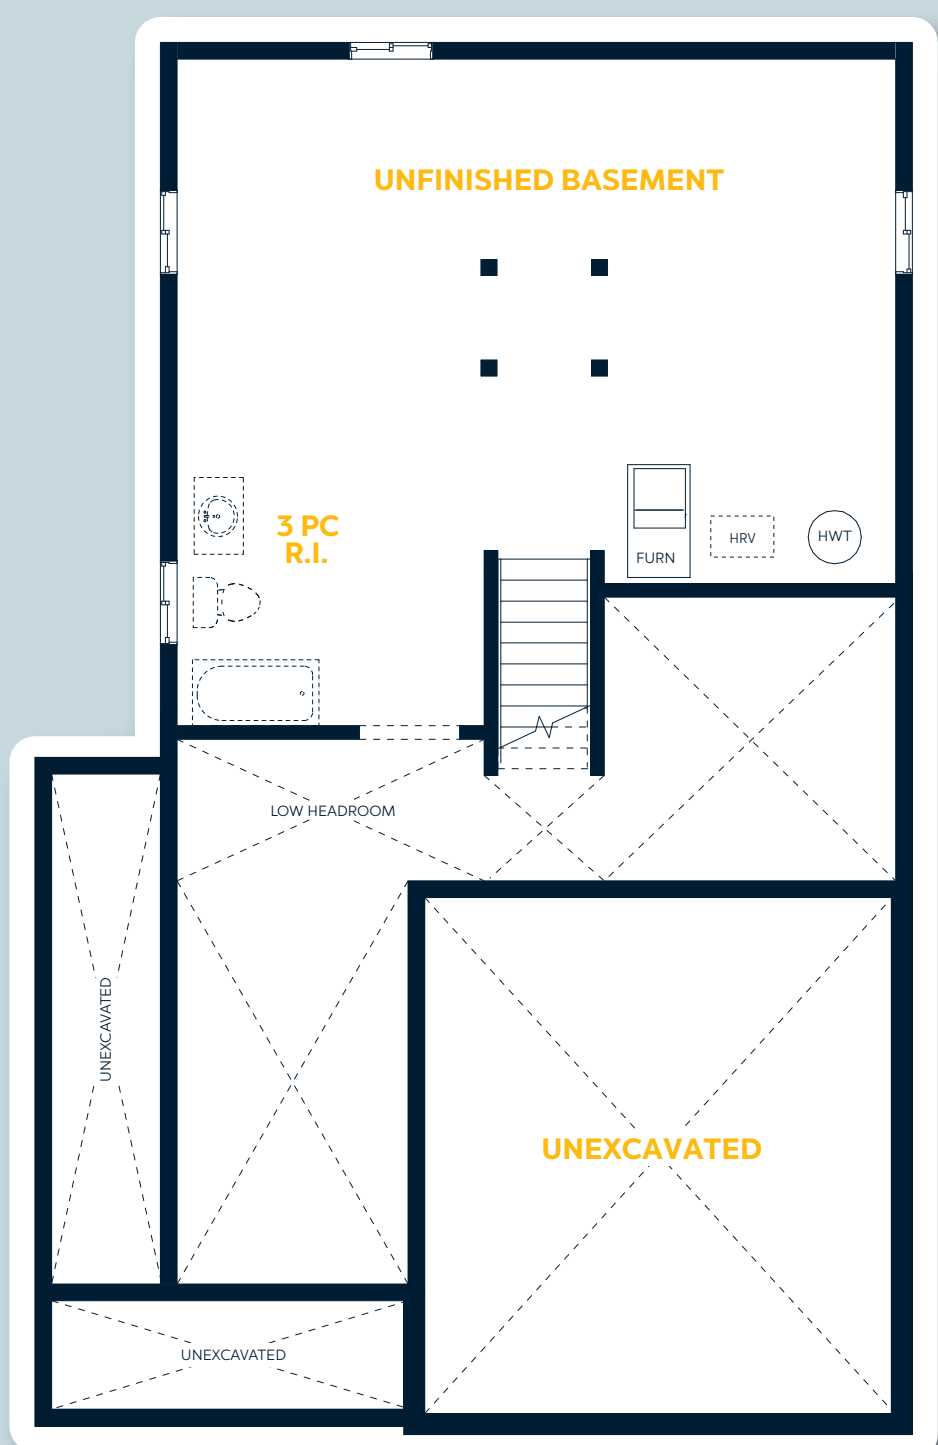 UNFINISHED BASEMENT
3 PC
R.I.
FURN
HRV
HWT
LOW HEADROOM
UNEXCAVATED
UNEXCAVATED
UNEXCAVATED